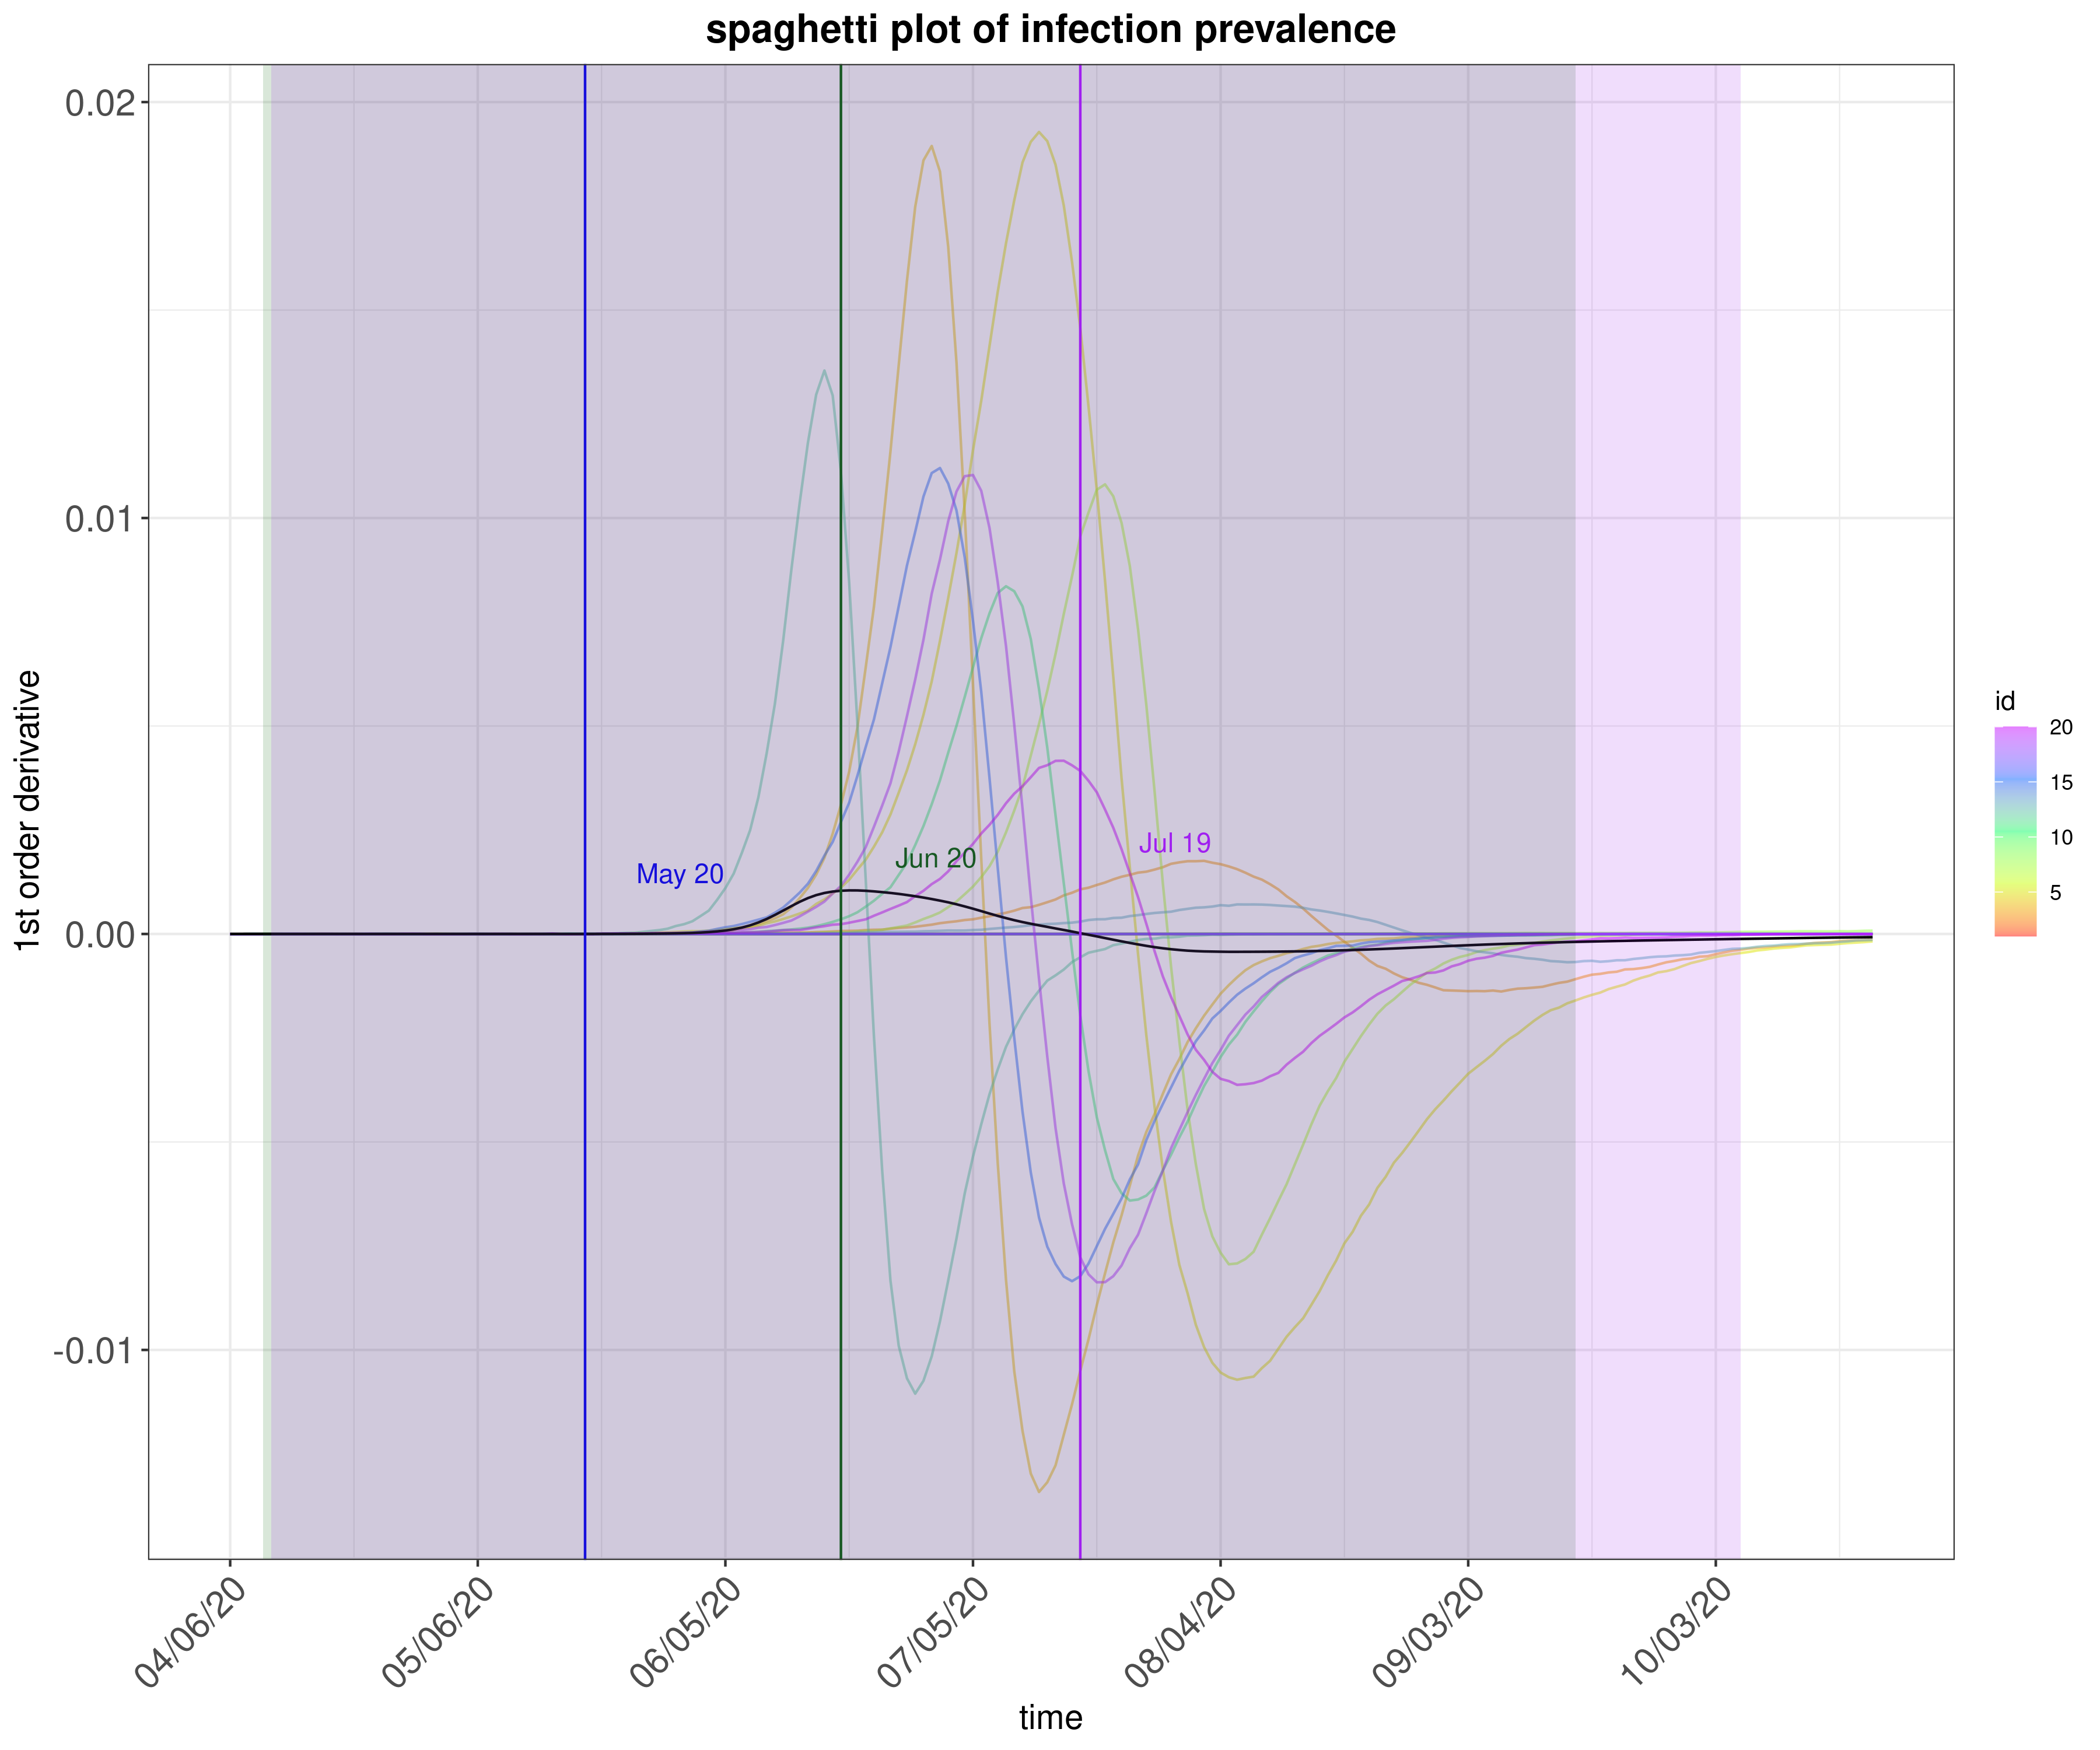 spaghetti plot of infection prevalence
0.02
0.01
0.00
-0.01
1st order derivative
May 20
Jun 20
Jul 19
04/06/20
05/06/20
06/05/20
07/05/20
08/04/20
09/03/20
10/03/20
time
id
20
15
10
5